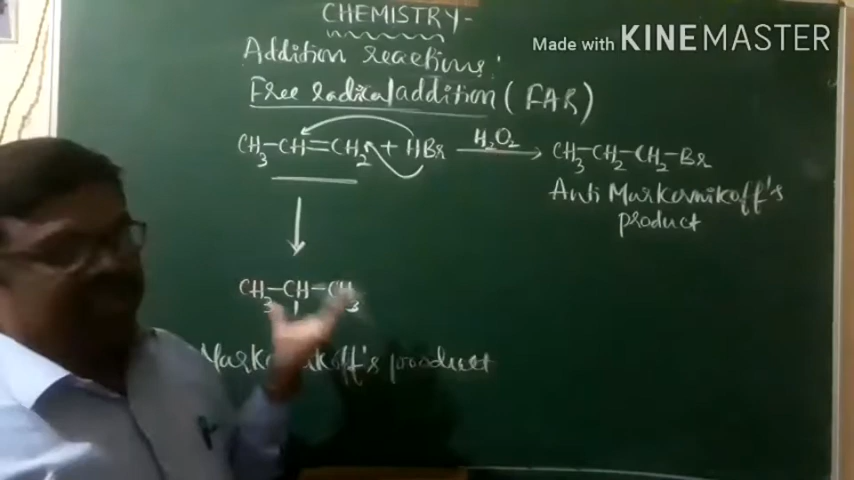 CHEMISTRY-
Made with KINEMASTER
Addition reactions:
Free radical addition (FAR)
CH3-CH=CH2 + HBr H2O2 → CH3-CH2-CH2-Br
Anti Markovnikoff's
product
↓
CH3-CH-CH3
product